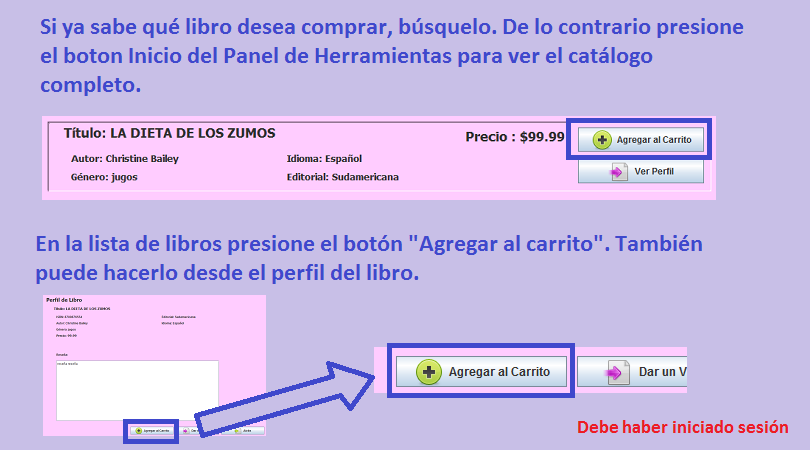 Si ya sabe qué libro desea comprar, búsquelo. De lo contrario presione
el boton Inicio del Panel de Herramientas para ver el catálogo
completo.
Título: LA DIETA DE LOS ZUMOS
Precio : $99.99
Agregar al Carrito
Autor: Christine Bailey
Idioma: Español
Género: jugos
Editorial: Sudamericana
Ver Perfil
En la lista de libros presione el botón "Agregar al carrito". También
puede hacerlo desde el perfil del libro.
Perfil de Libro
Título: LA DIETA DE LOS ZUMOS
Editorial: Sudamericana
Autor: Christine Bailey
Idioma: Español
Género: jugos
Precio: 99.99
Reseña:
Agregar al Carrito
Agregar al Carrito
Dar un V
Debe haber iniciado sesión